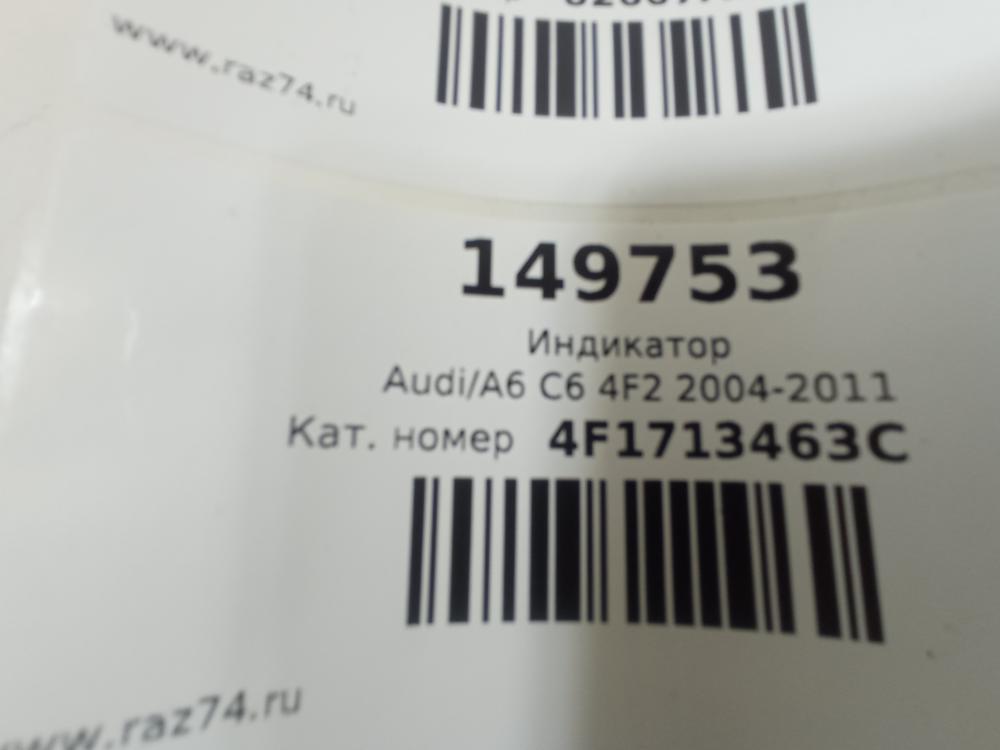 www.raz74.ru
149753
Индикатор
Audi/A6 C6 4F2 2004-2011
Кат. номер 4F1713463C
www.raz74.ru